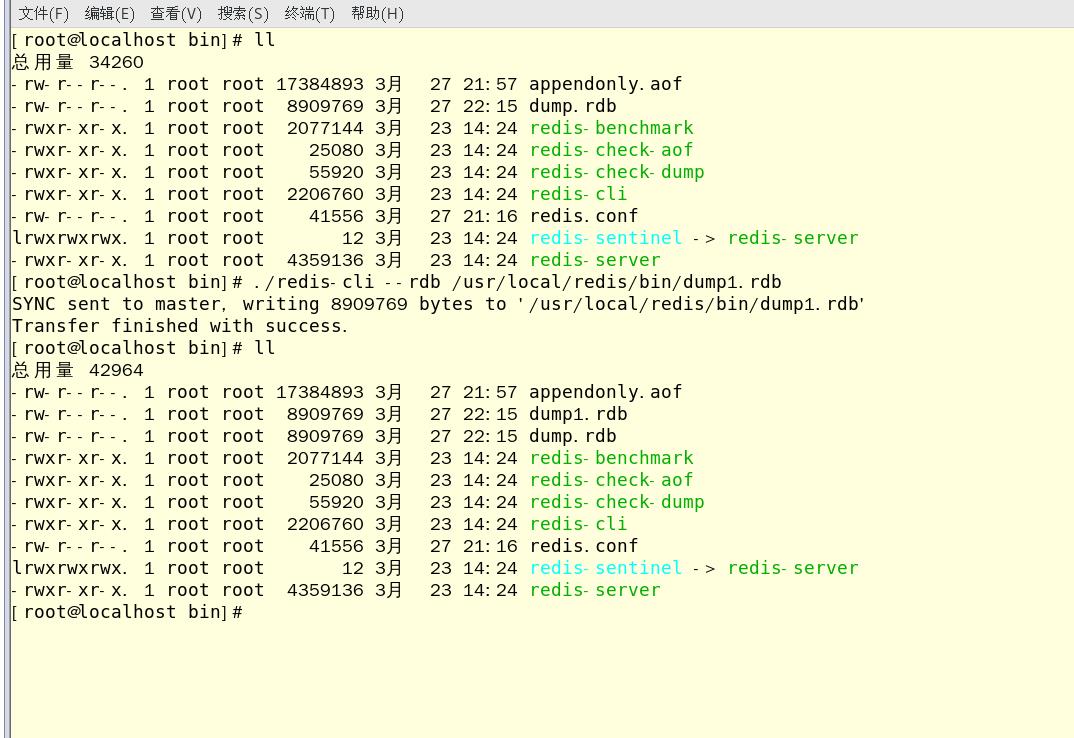 文件(F) 编辑(E) 查看(V) 搜索(S) 终端(T) 帮助(H)
[root@localhost bin]# ll
总用量 34260
-rw-r--r--. 1 root root 17384893 3月  27 21:57 appendonly.aof
-rw-r--r--. 1 root root  8909769 3月  27 22:15 dump.rdb
-rwxr-xr-x. 1 root root  2077144 3月  23 14:24 redis-benchmark
-rwxr-xr-x. 1 root root    25080 3月  23 14:24 redis-check-aof
-rwxr-xr-x. 1 root root    55920 3月  23 14:24 redis-check-dump
-rwxr-xr-x. 1 root root  2206760 3月  23 14:24 redis-cli
-rw-r--r--. 1 root root    41556 3月  27 21:16 redis.conf
lrwxrwxrwx. 1 root root       12 3月  23 14:24 redis-sentinel -> redis-server
-rwxr-xr-x. 1 root root  4359136 3月  23 14:24 redis-server
[root@localhost bin]# ./redis-cli --rdb /usr/local/redis/bin/dump1.rdb
SYNC sent to master, writing 8909769 bytes to '/usr/local/redis/bin/dump1.rdb'
Transfer finished with success.
[root@localhost bin]# ll
总用量 42964
-rw-r--r--. 1 root root 17384893 3月  27 21:57 appendonly.aof
-rw-r--r--. 1 root root  8909769 3月  27 22:15 dump1.rdb
-rw-r--r--. 1 root root  8909769 3月  27 22:15 dump.rdb
-rwxr-xr-x. 1 root root  2077144 3月  23 14:24 redis-benchmark
-rwxr-xr-x. 1 root root    25080 3月  23 14:24 redis-check-aof
-rwxr-xr-x. 1 root root    55920 3月  23 14:24 redis-check-dump
-rwxr-xr-x. 1 root root  2206760 3月  23 14:24 redis-cli
-rw-r--r--. 1 root root    41556 3月  27 21:16 redis.conf
lrwxrwxrwx. 1 root root       12 3月  23 14:24 redis-sentinel -> redis-server
-rwxr-xr-x. 1 root root  4359136 3月  23 14:24 redis-server
[root@localhost bin]#